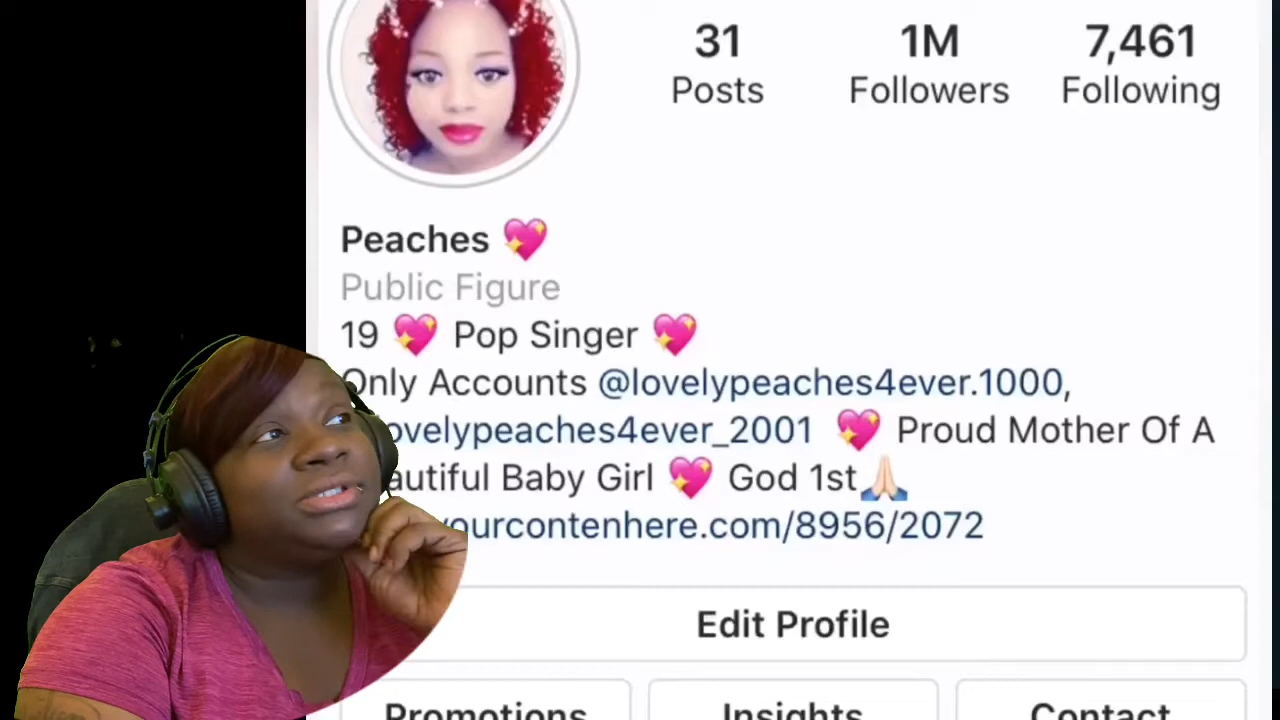 31 1M 7,461
Posts Followers Following
Peaches 💖
Public Figure
19 💖 Pop Singer 💖
Only Accounts @lovelypeaches4ever.1000,
ovelypeaches4ever_2001 💖 Proud Mother Of A
autiful Baby Girl 💖 God 1st🙏🏻
yourcontenhere.com/8956/2072
Edit Profile
Promotions Insights Contact